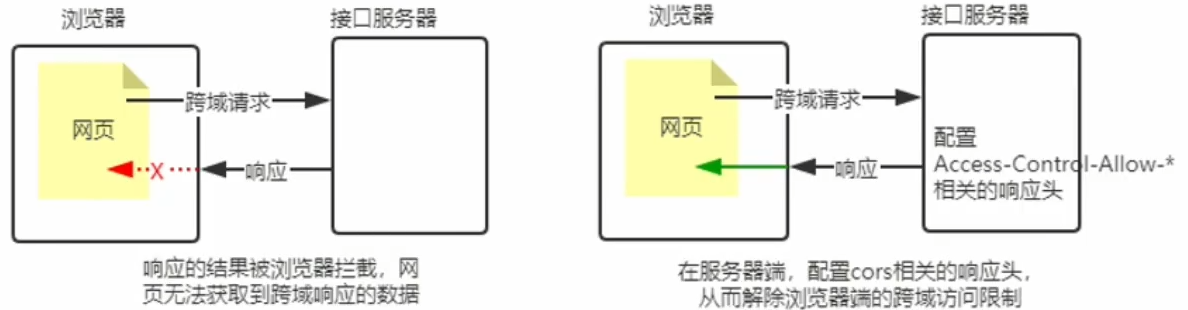 浏览器
接口服务器
跨域请求
网页
X
响应
响应的结果被浏览器拦截，网
页无法获取到跨域响应的数据
浏览器
接口服务器
跨域请求
网页
响应
配置
Access-Control-Allow-*
相关的响应头
在服务器端，配置cors相关的响应头，
从而解除浏览器端的跨域访问限制